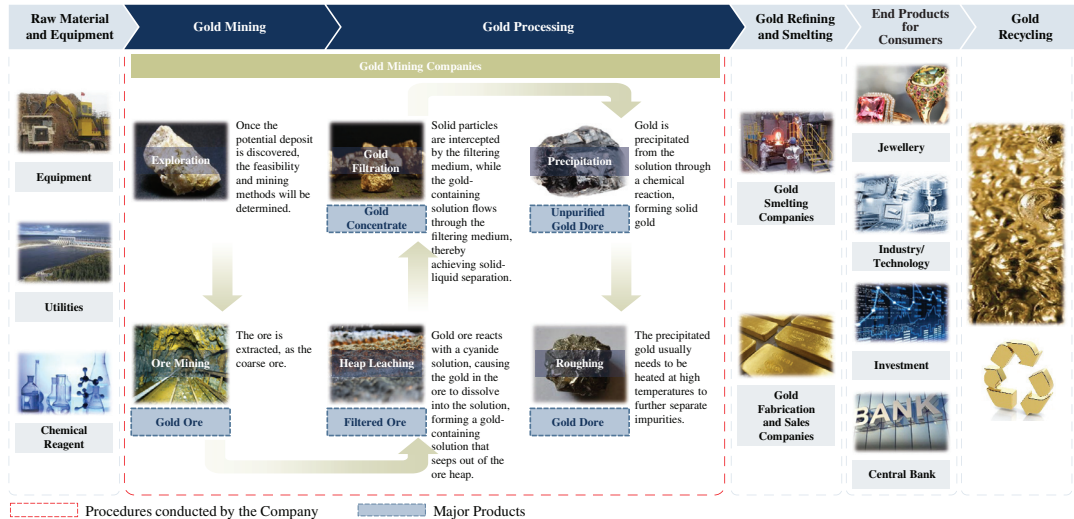 Raw Material
and Equipment
Gold Mining
Gold Processing
Gold Refining
and Smelting
End Products
for
Consumers
Gold
Recycling
Gold Mining Companies
Equipment
Utilities
Chemical
Reagent
Exploration
Once the
potential deposit
is discovered,
the feasibility
and mining
methods will be
determined.
Ore Mining
Gold Ore
The ore is
extracted, as the
coarse ore.
Gold
Filtration
Gold
Concentrate
Solid particles
are intercepted
by the filtering
medium, while
the gold-
containing
solution flows
through the
filtering medium,
thereby
achieving solid-
liquid separation.
Heap Leaching
Filtered Ore
Gold ore reacts
with a cyanide
solution, causing
the gold in the
ore to dissolve
into the solution,
forming a gold-
containing
solution that
seeps out of the
ore heap.
Precipitation
Unpurified
Gold Dore
Gold is
precipitated
from the
solution through
a chemical
reaction,
forming solid
gold
Roughing
Gold Dore
The precipitated
gold usually
needs to be
heated at high
temperatures to
further separate
impurities.
Gold
Smelting
Companies
Gold
Fabrication
and Sales
Companies
Jewellery
Industry/
Technology
Investment
BANK
Central Bank
Procedures conducted by the Company
Major Products